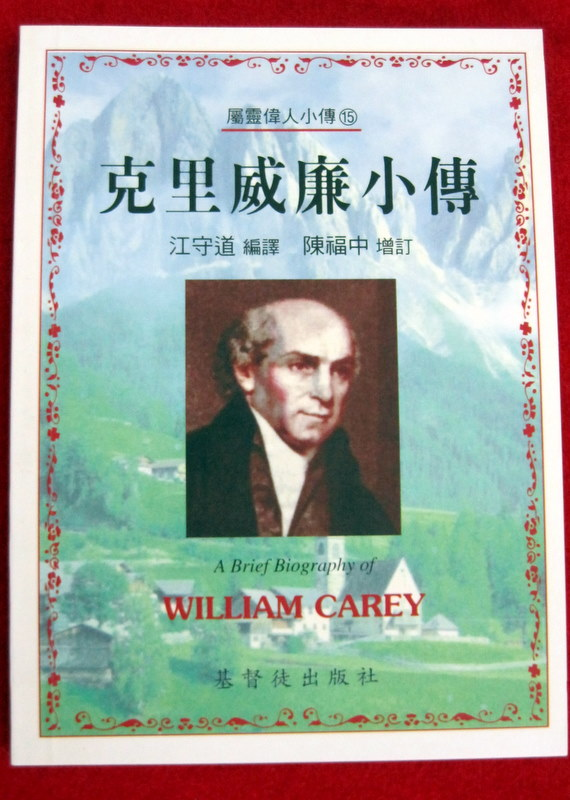 屬靈偉人小傳⑮
克里威廉小傳
江守道 編譯 陳福中 增訂
A Brief Biography of
WILLIAM CAREY
基督徒出版社